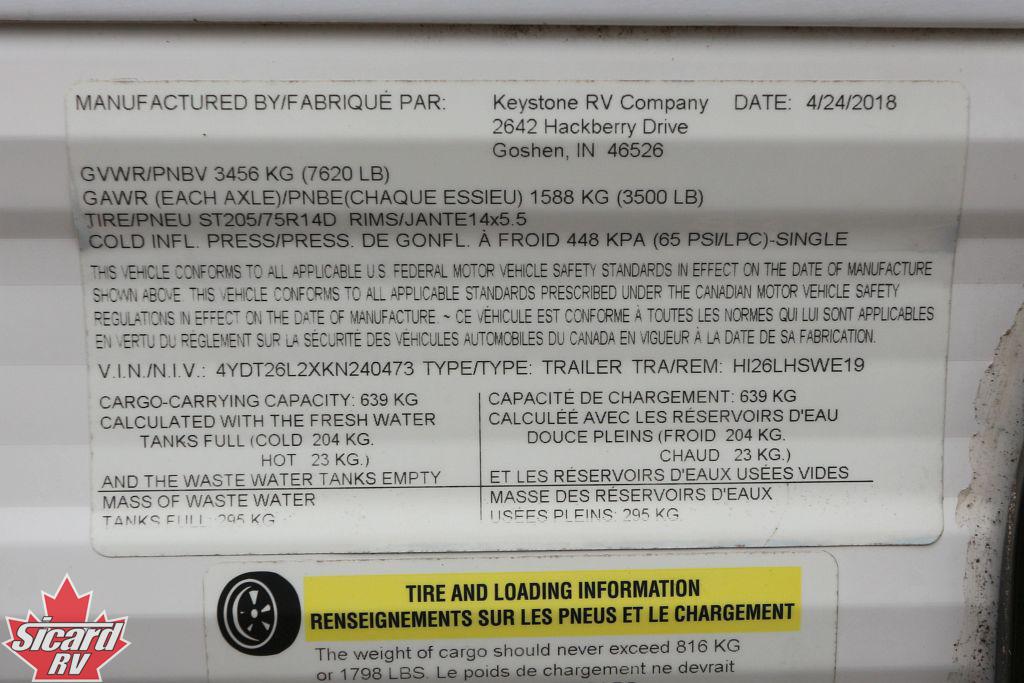 MANUFACTURED BY/FABRIQUÉ PAR: Keystone RV Company DATE: 4/24/2018
2642 Hackberry Drive
Goshen, IN 46526
GVWR/PNBV 3456 KG (7620 LB)
GAWR (EACH AXLE)/PNBE(CHAQUE ESSIEU) 1588 KG (3500 LB)
TIRE/PNEU ST205/75R14D RIMS/JANTE14x5.5
COLD INFL. PRESS/PRESS. DE GONFL. À FROID 448 KPA (65 PSI/LPC)-SINGLE
THIS VEHICLE CONFORMS TO ALL APPLICABLE U.S. FEDERAL MOTOR VEHICLE SAFETY STANDARDS IN EFFECT ON THE DATE OF MANUFACTURE
SHOWN ABOVE. THIS VEHICLE CONFORMS TO ALL APPLICABLE STANDARDS PRESCRIBED UNDER THE CANADIAN MOTOR VEHICLE SAFETY
REGULATIONS IN EFFECT ON THE DATE OF MANUFACTURE. ~ CE VÉHICULE EST CONFORME À TOUTES LES NORMES QUI LUI SONT APPLICABLES
EN VERTU DU RÈGLEMENT SUR LA SÉCURITÉ DES VÉHICULES AUTOMOBILES DU CANADA EN VIGUEUR À LA DATE DE SA FABRICATION.
V.I.N./N.I.V.: 4YDT26L2XKN240473 TYPE/TYPE: TRAILER TRA/REM: HI26LHSWE19
CARGO-CARRYING CAPACITY: 639 KG
CALCULATED WITH THE FRESH WATER
TANKS FULL (COLD 204 KG.
HOT 23 KG.)
AND THE WASTE WATER TANKS EMPTY
MASS OF WASTE WATER
TANKS FULL: 295 KG
CAPACITÉ DE CHARGEMENT: 639 KG
CALCULÉE AVEC LES RÉSERVOIRS D'EAU
DOUCE PLEINS (FROID 204 KG.
CHAUD 23 KG.)
ET LES RÉSERVOIRS D'EAUX USÉES VIDES
MASSE DES RÉSERVOIRS D'EAUX
USÉES PLEINS: 295 KG
TIRE AND LOADING INFORMATION
RENSEIGNEMENTS SUR LES PNEUS ET LE CHARGEMENT
The weight of cargo should never exceed 816 KG
or 1798 LBS. Le poids de chargement ne devrait
Sicard
RV